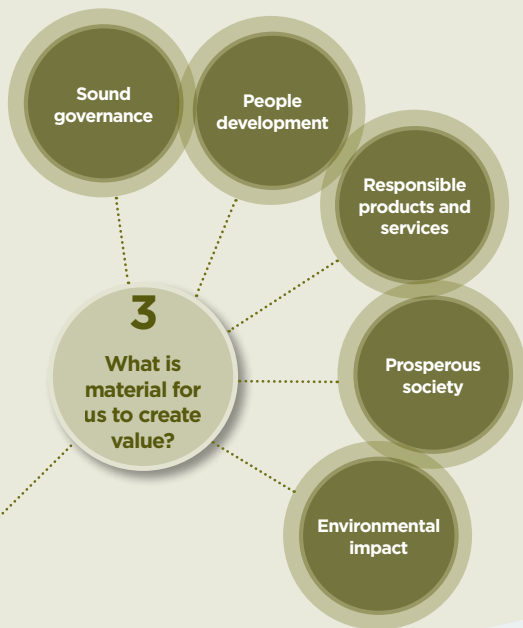 Sound
governance
People
development
Responsible
products and
services
3
What is
material for
us to create
value?
Prosperous
society
Environmental
impact